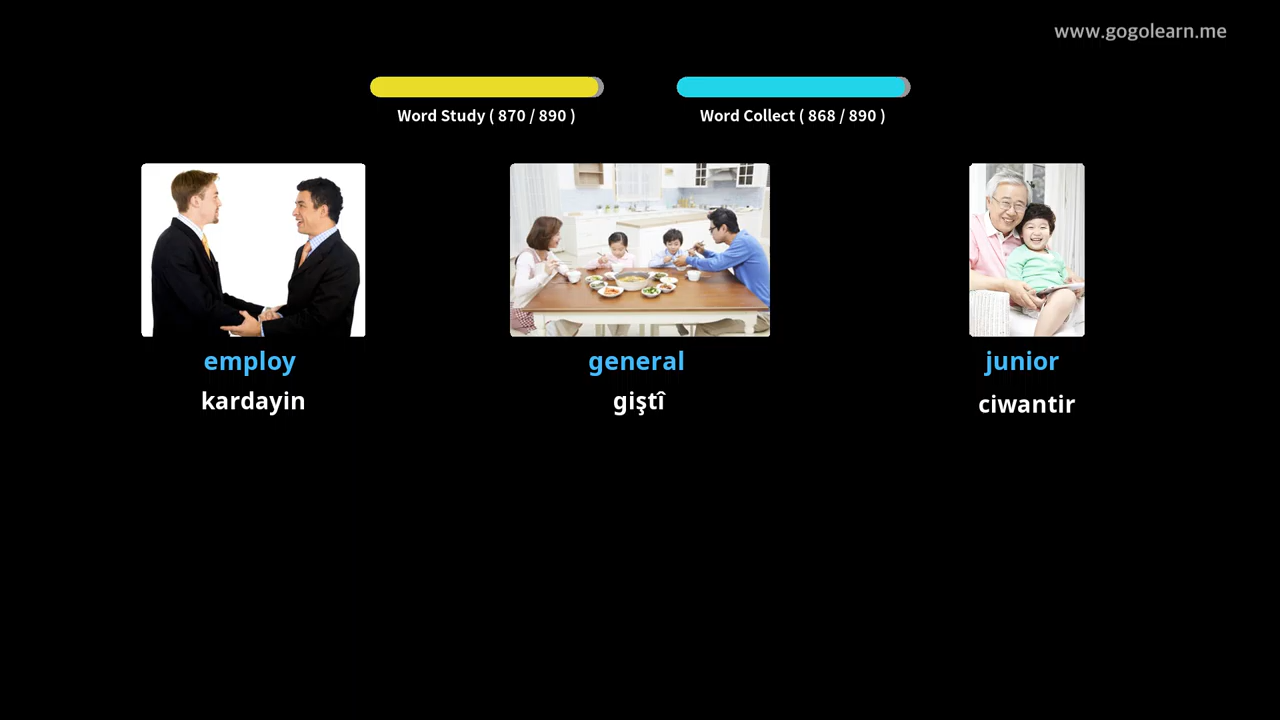 www.gogolearn.me
Word Study ( 870 / 890 )
Word Collect ( 868 / 890 )
employ
general
junior
kardayin
giştî
ciwantir